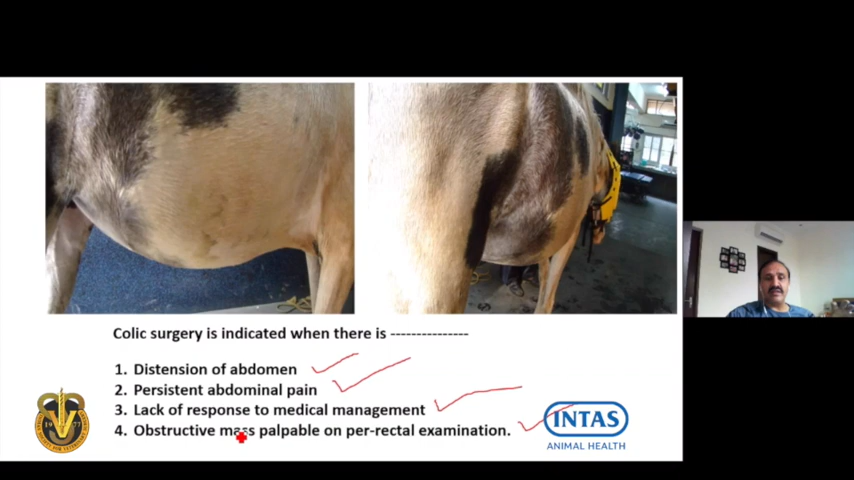 Colic surgery is indicated when there is ---------------
1. Distension of abdomen
2. Persistent abdominal pain
3. Lack of response to medical management
4. Obstructive mass palpable on per-rectal examination.
INTAS
ANIMAL HEALTH